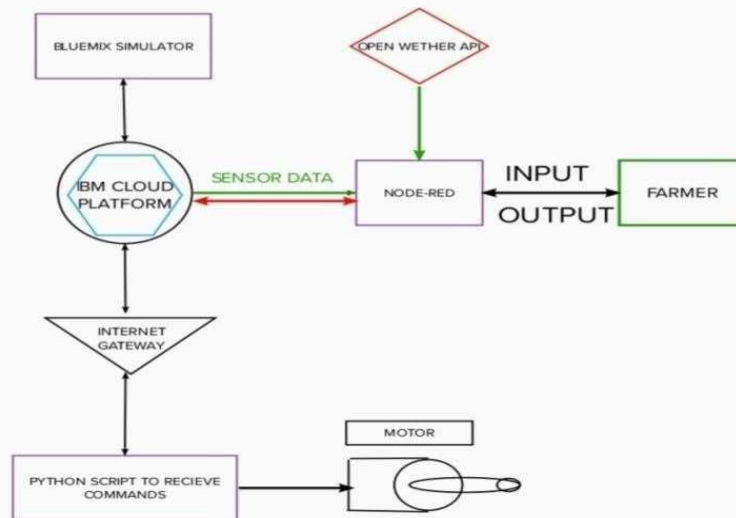 BLUEMIX SIMULATOR
OPEN WETHER API
IBM CLOUD
PLATFORM
SENSOR DATA
NODE-RED
INPUT
OUTPUT
FARMER
INTERNET
GATEWAY
MOTOR
PYTHON SCRIPT TO RECIEVE
COMMANDS